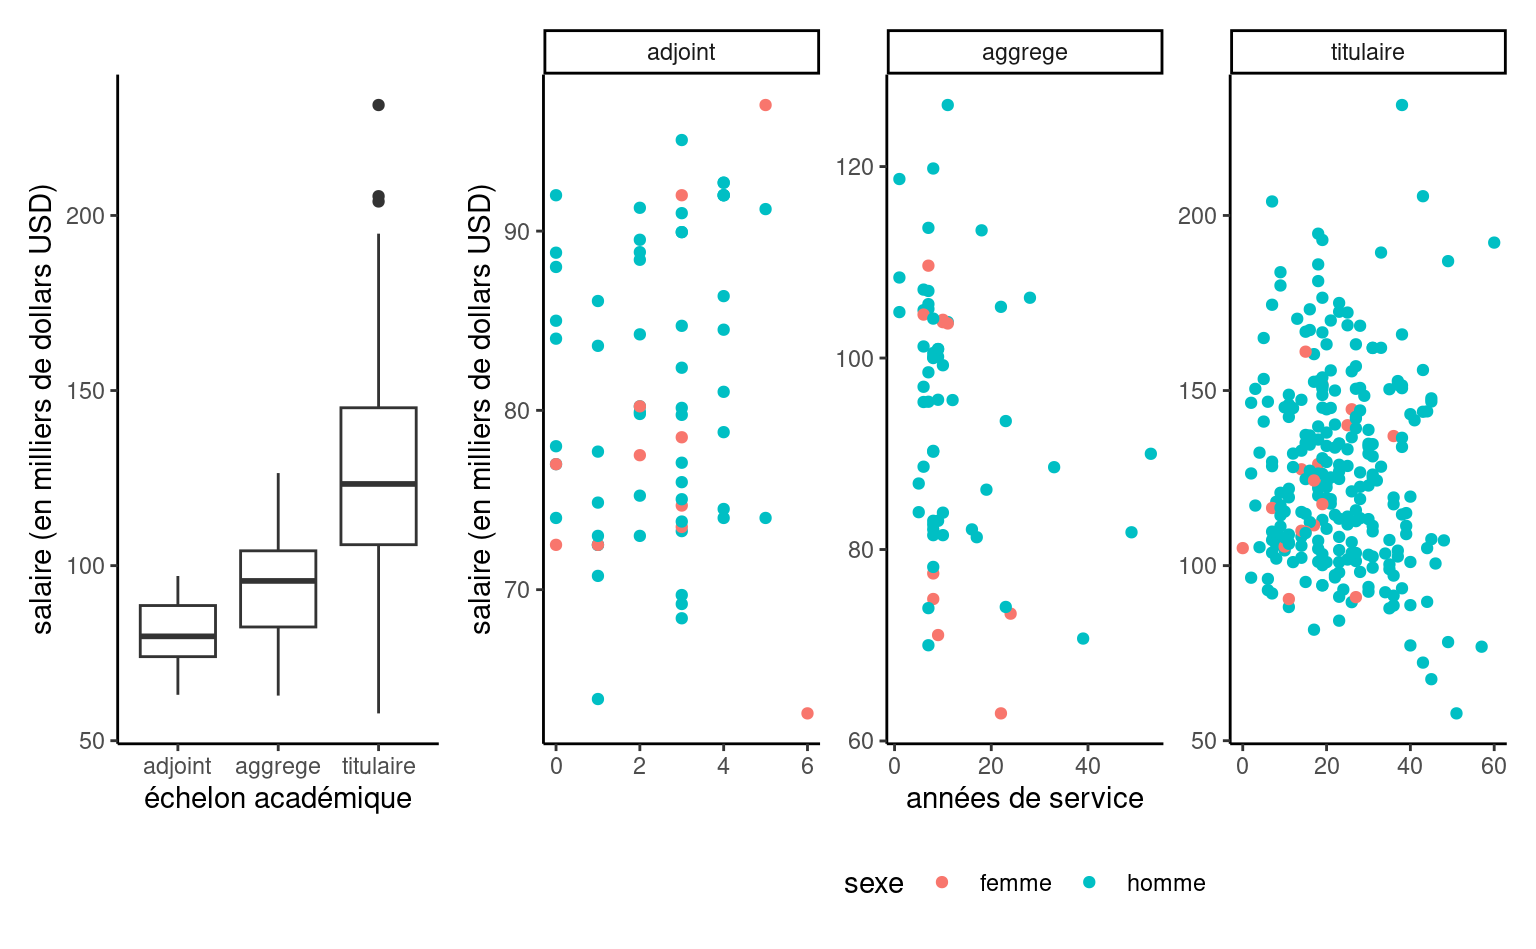 salaire (en milliers de dollars USD)
200
150
100
50
adjoint
aggrege
titulaire
échelon académique
salaire (en milliers de dollars USD)
adjoint
90
80
70
0
2
4
6
aggrege
120
100
80
60
0
20
40
titulaire
200
150
100
50
0
20
40
60
années de service
sexe
femme
homme